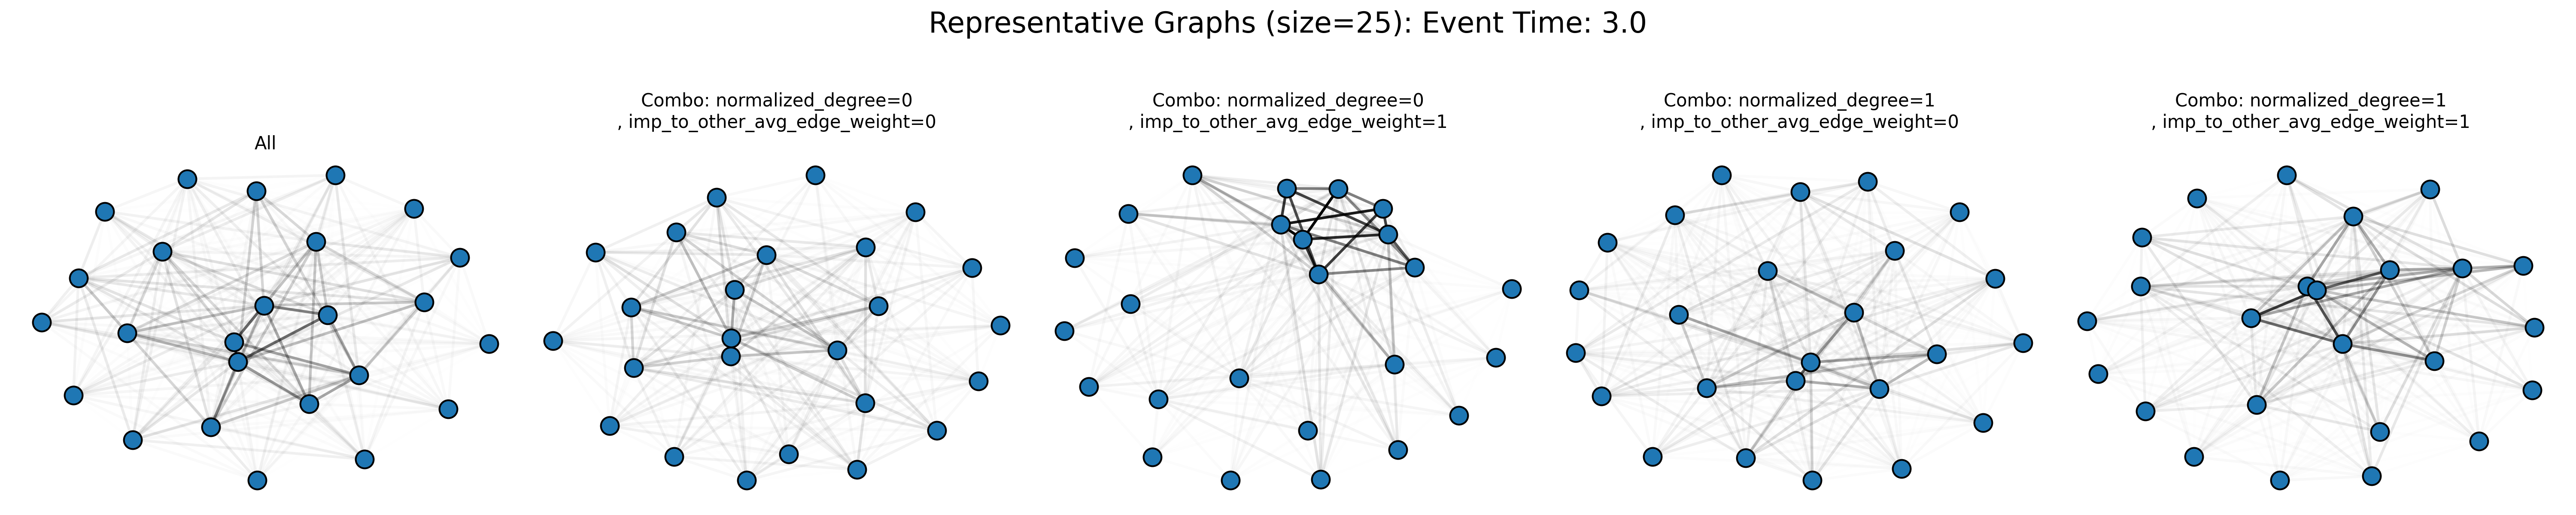 Representative Graphs (size=25): Event Time: 3.0
All
Combo: normalized_degree=0
, imp_to_other_avg_edge_weight=0
Combo: normalized_degree=0
, imp_to_other_avg_edge_weight=1
Combo: normalized_degree=1
, imp_to_other_avg_edge_weight=0
Combo: normalized_degree=1
, imp_to_other_avg_edge_weight=1